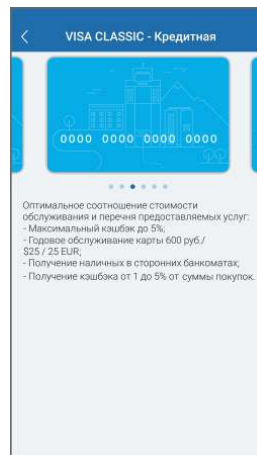 VISA CLASSIC - Кредитная
0000 0000 0000 0000
Оптимальное соотношение стоимости
обслуживания и перечня предоставляемых услуг:
- Максимальный кэшбэк до 5%;
- Годовое обслуживание карты 600 руб./
$25 / 25 EUR;
- Получение наличных в сторонних банкоматах;
- Получение кэшбэка от 1 до 5% от суммы покупок.